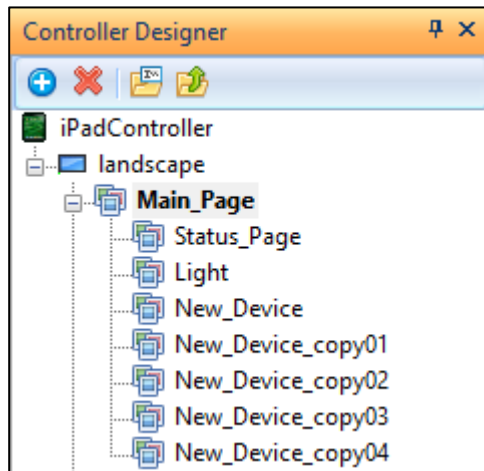 Controller Designer
iPadController
landscape
Main_Page
Status_Page
Light
New_Device
New_Device_copy01
New_Device_copy02
New_Device_copy03
New_Device_copy04